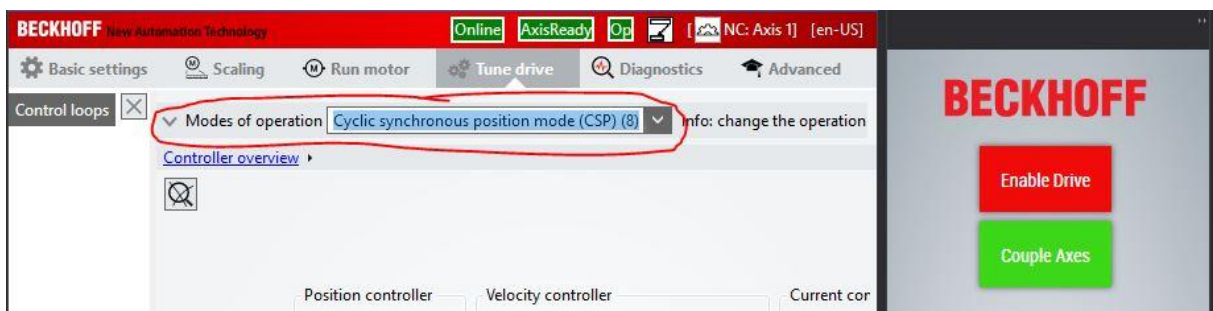 BECKHOFF New Automation Technology Online AxisReady Op [ NC: Axis 1] [en-US]
Basic settings Scaling Run motor Tune drive Diagnostics Advanced
Control loops
Modes of operation Cyclic synchronous position mode (CSP) (8) info: change the operation
Controller overview
Position controller Velocity controller Current cor
BECKHOFF
Enable Drive
Couple Axes